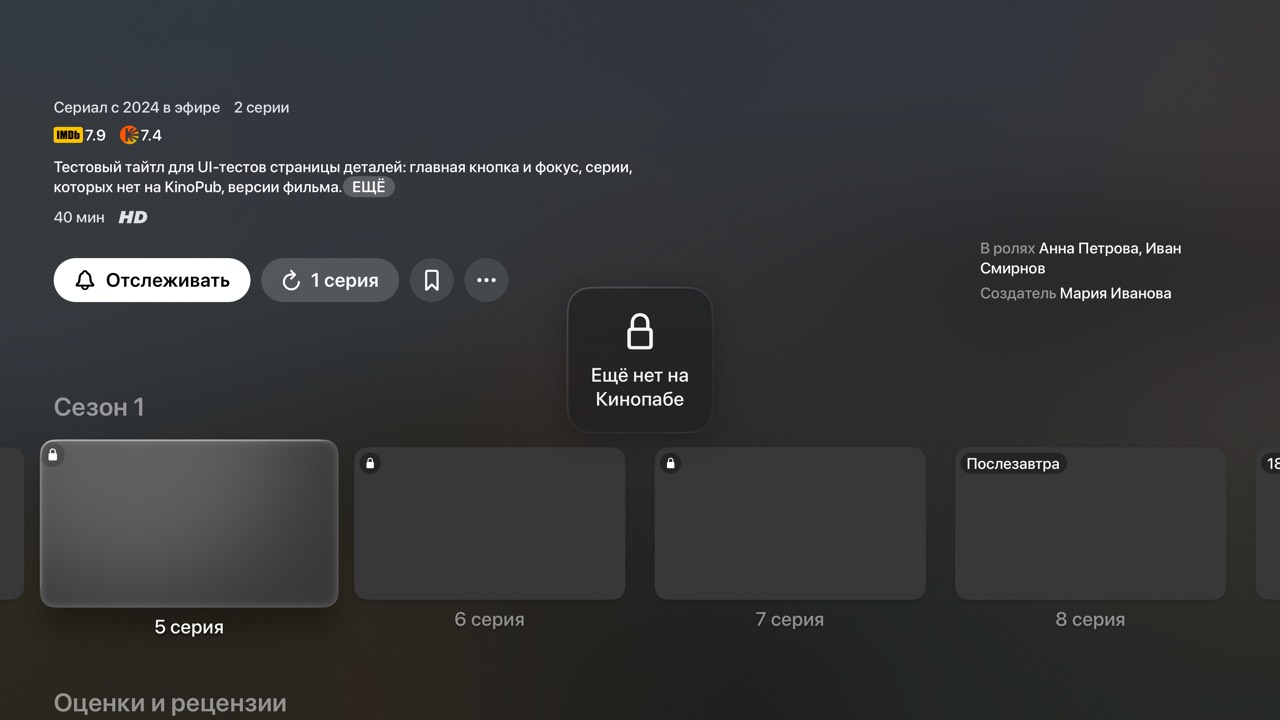 Сериал с 2024 в эфире 2 серии
IMDb 7.9 7.4
Тестовый тайтл для UI-тестов страницы деталей: главная кнопка и фокус, серии,
которых нет на KinoPub, версии фильма. ЕЩЁ
40 мин HD
В ролях Анна Петрова, Иван
Смирнов
Создатель Мария Иванова
Отслеживать 1 серия
Ещё нет на
Кинопабе
Сезон 1
Послезавтра
18
5 серия
6 серия
7 серия
8 серия
Оценки и рецензии